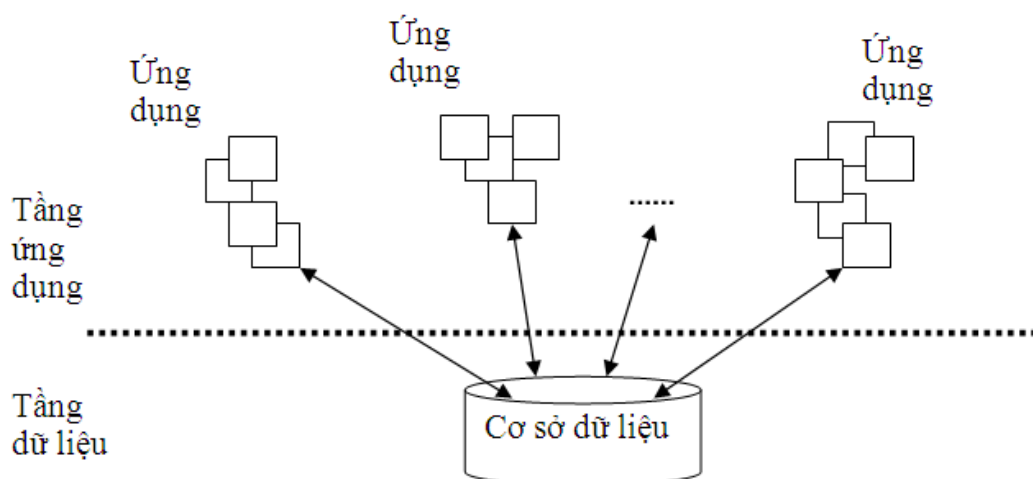 Ứng
dụng
Ứng
dụng
Ứng
dụng
Tầng
ứng
dụng
.......
Tầng
dữ liệu
Cơ sở dữ liệu